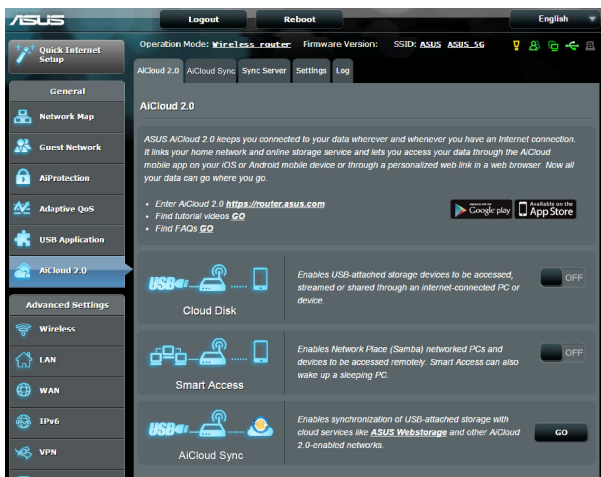 ASUS
Logout
Reboot
English
Quick Internet
Setup
Operation Mode: Wireless router Firmware Version: SSID: ASUS ASUS_5G
AiCloud 2.0
AiCloud Sync
Sync Server
Settings
Log
General
Network Map
Guest Network
AiProtection
Adaptive QoS
USB Application
AiCloud 2.0
Advanced Settings
Wireless
LAN
WAN
IPv6
VPN
AiCloud 2.0
ASUS AiCloud 2.0 keeps you connected to your data wherever and whenever you have an Internet connection.
It links your home network and online storage service and lets you access your data through the AiCloud
mobile app on your iOS or Android mobile device or through a personalized web link in a web browser. Now all
your data can go where you go.
• Enter AiCloud 2.0 https://router.asus.com
• Find tutorial videos GO
• Find FAQs GO
Google play
Available on the
App Store
USB
Cloud Disk
Enables USB-attached storage devices to be accessed,
streamed or shared through an internet-connected PC or
device.
OFF
Smart Access
Enables Network Place (Samba) networked PCs and
devices to be accessed remotely. Smart Access can also
wake up a sleeping PC.
OFF
USB
AiCloud Sync
Enables synchronization of USB-attached storage with
cloud services like ASUS Webstorage and other AiCloud
2.0-enabled networks.
GO